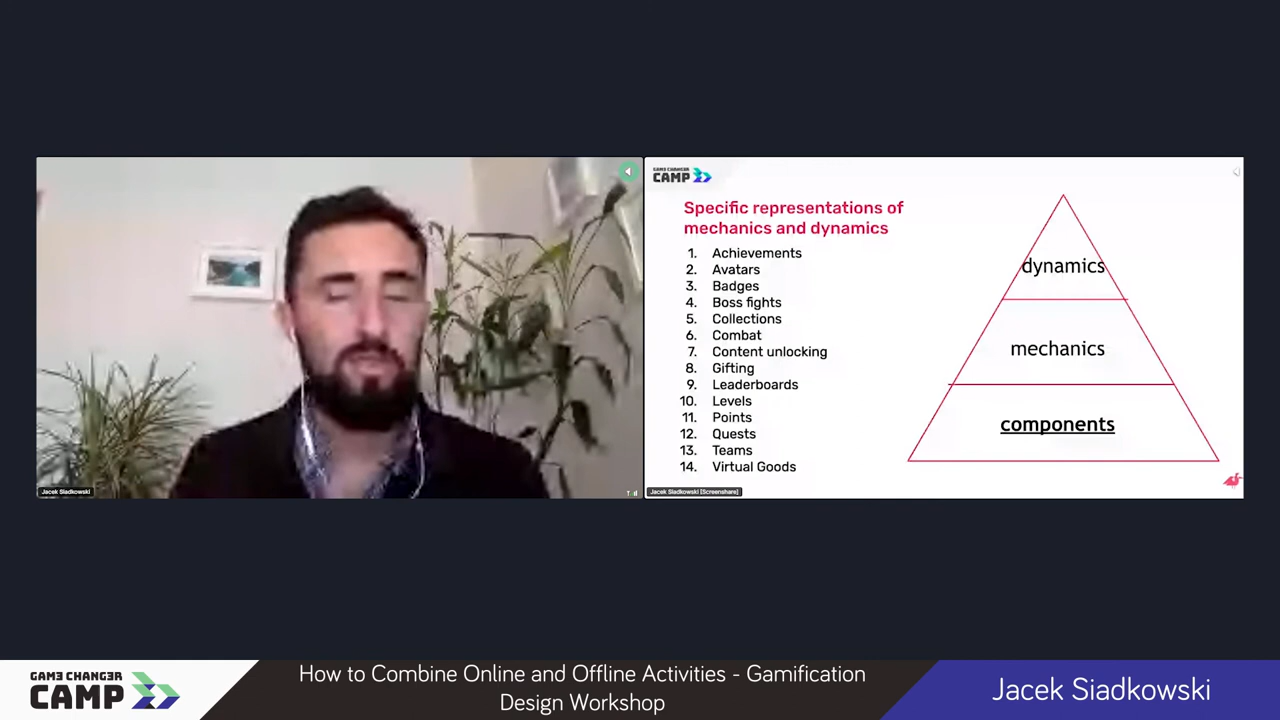 GAME CHANGER
CAMP
Specific representations of
mechanics and dynamics
1. Achievements
2. Avatars
3. Badges
4. Boss fights
5. Collections
6. Combat
7. Content unlocking
8. Gifting
9. Leaderboards
10. Levels
11. Points
12. Quests
13. Teams
14. Virtual Goods
dynamics
mechanics
components
Jacek Siadkowski
Jacek Siadkowski [Screenshare]
GAM3 CHANG3R
CAMP
How to Combine Online and Offline Activities - Gamification
Design Workshop
Jacek Siadkowski